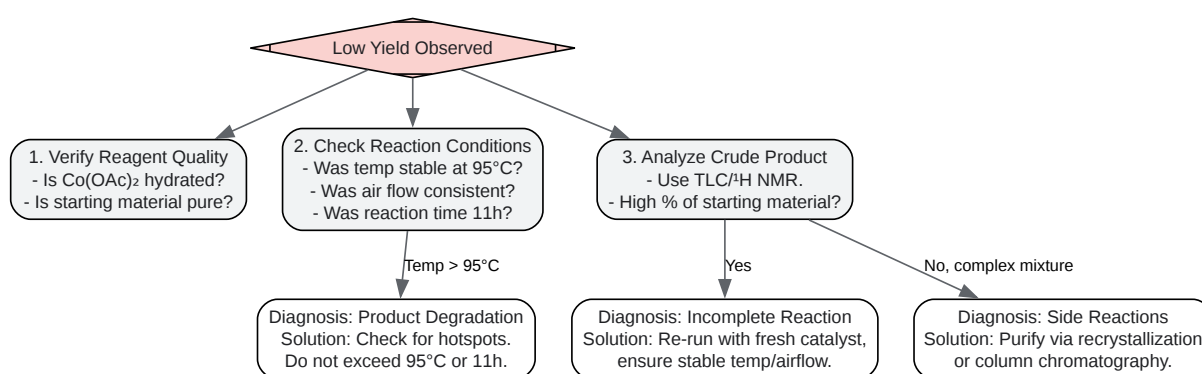 Low Yield Observed
1. Verify Reagent Quality
- Is Co(OAc)₂ hydrated?
- Is starting material pure?
2. Check Reaction Conditions
- Was temp stable at 95°C?
- Was air flow consistent?
- Was reaction time 11h?
3. Analyze Crude Product
- Use TLC/¹H NMR.
- High % of starting material?
Temp > 95°C
Yes
No, complex mixture
Diagnosis: Product Degradation
Solution: Check for hotspots.
Do not exceed 95°C or 11h.
Diagnosis: Incomplete Reaction
Solution: Re-run with fresh catalyst,
ensure stable temp/airflow.
Diagnosis: Side Reactions
Solution: Purify via recrystallization
or column chromatography.